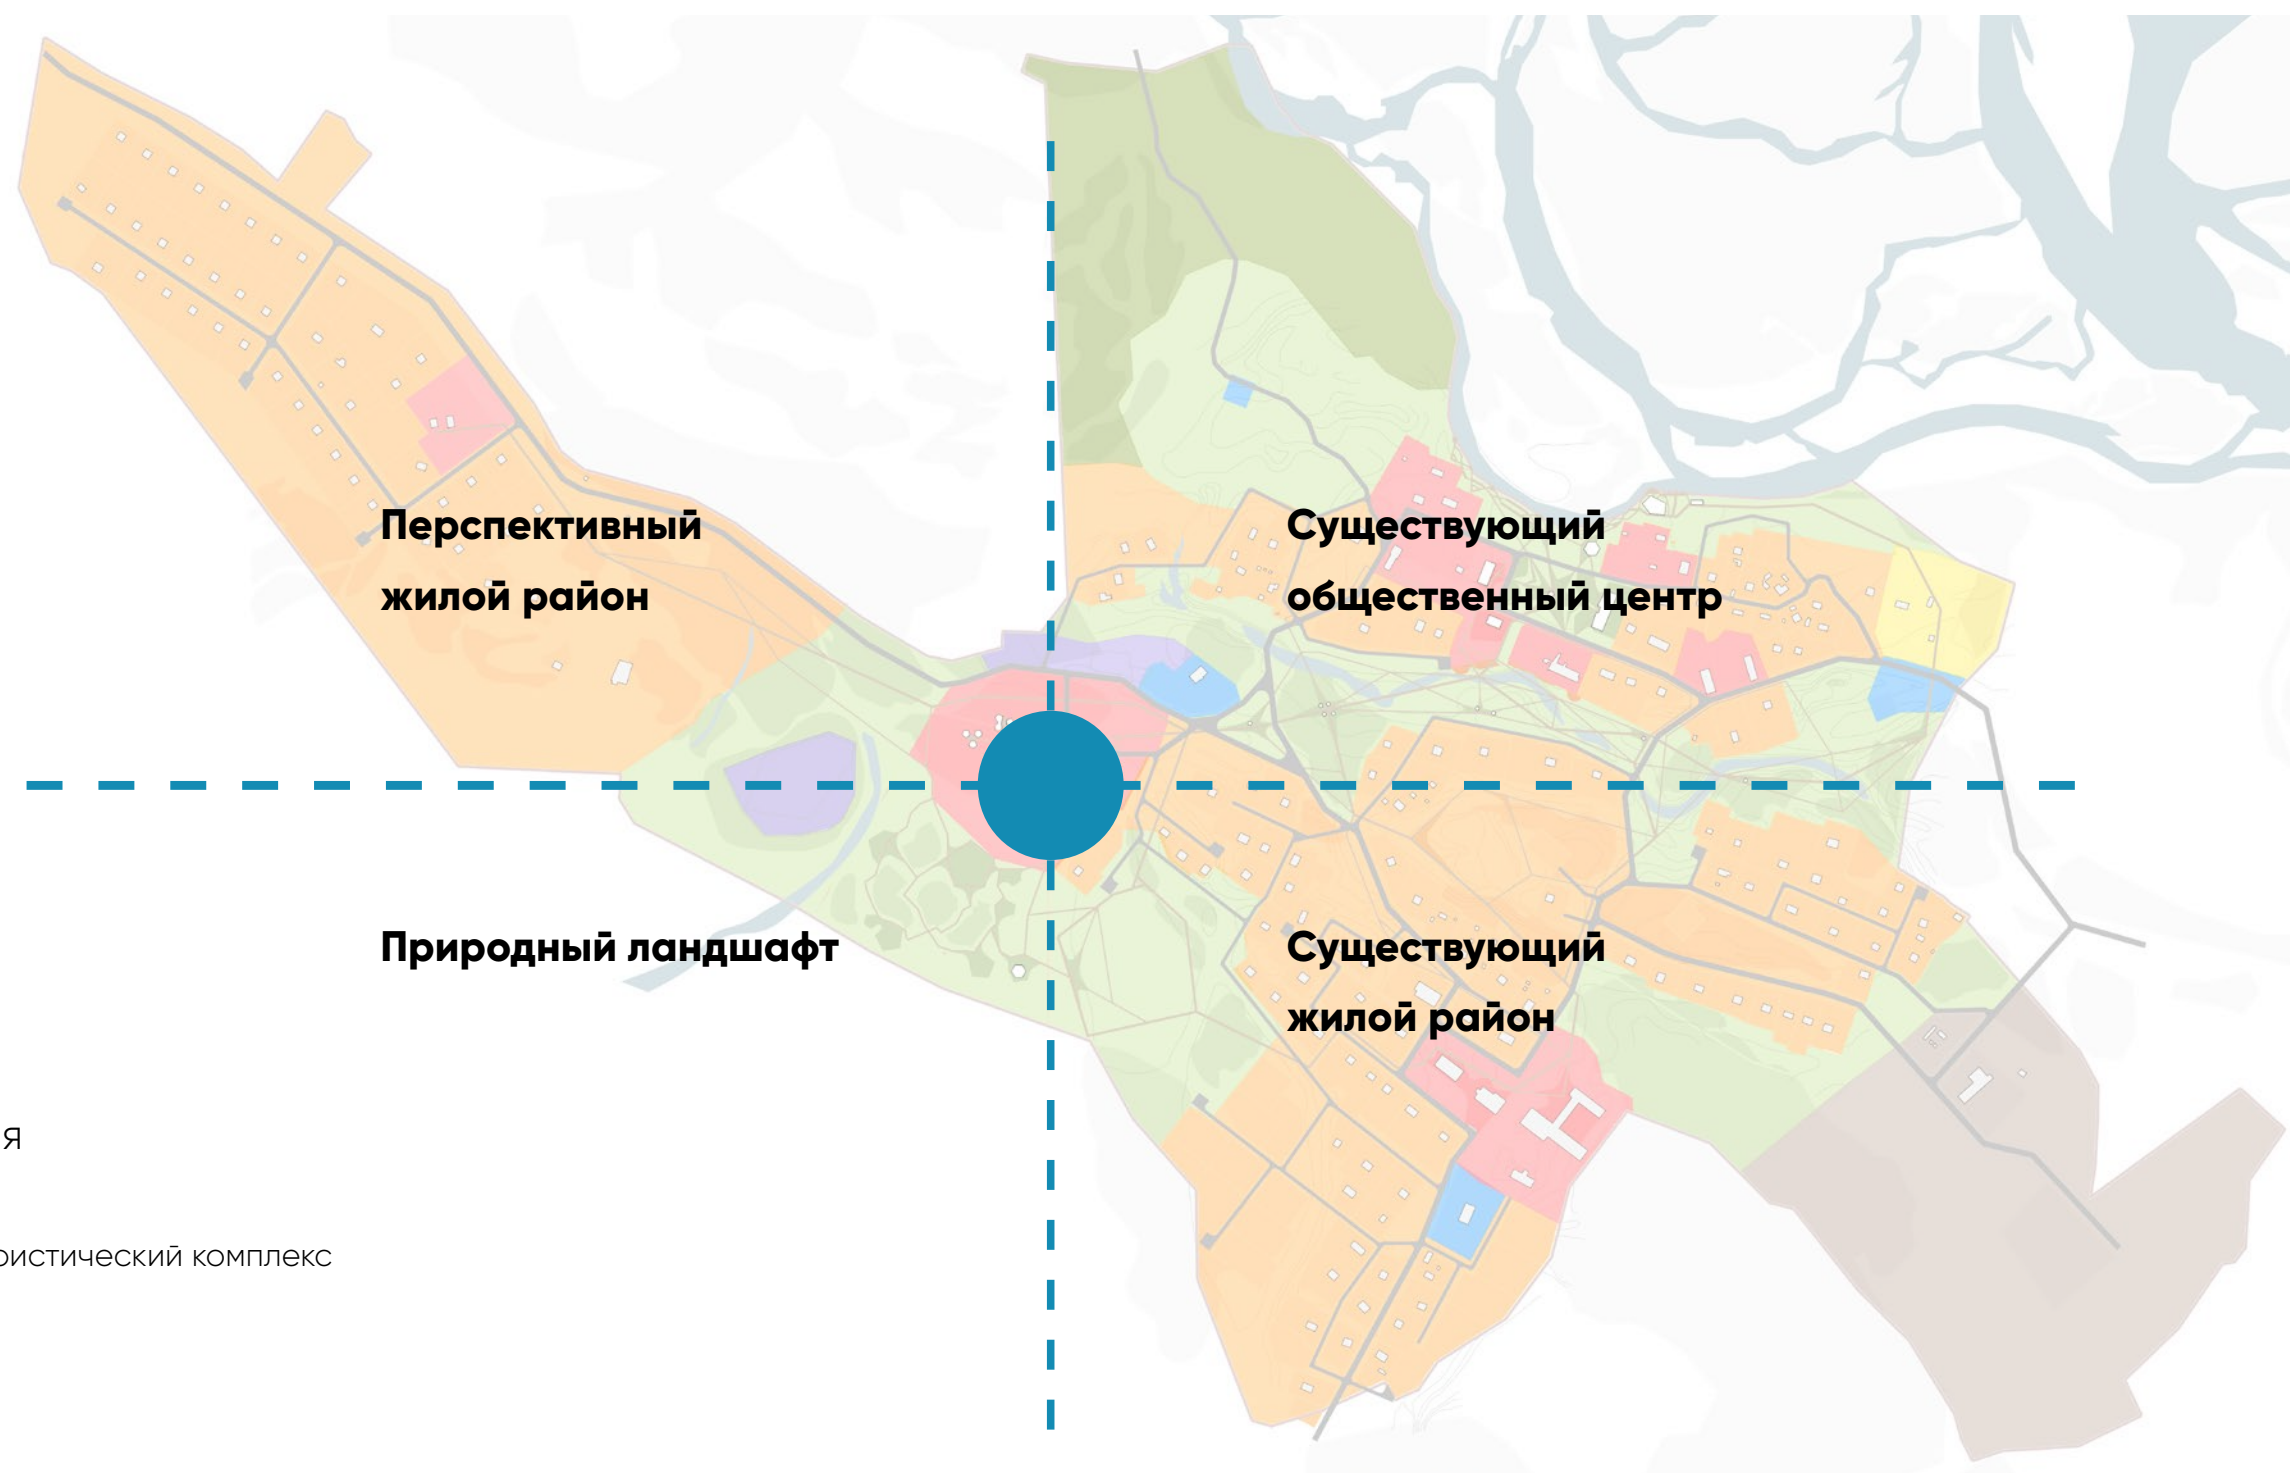 Перспективный
жилой район
Существующий
общественный центр
Природный ландшафт
Существующий
жилой район
я
ристический комплекс